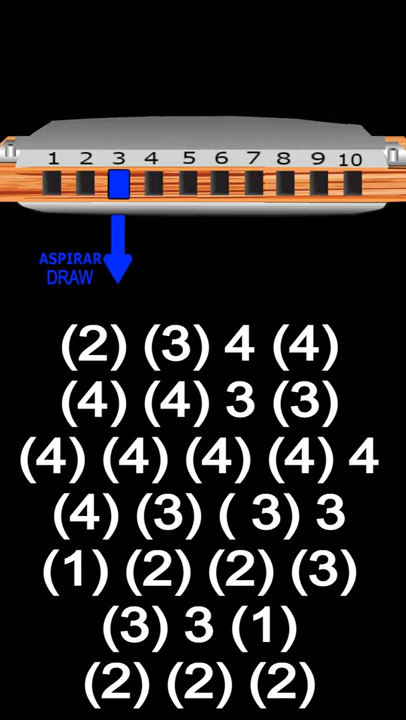 1 2 3 4 5 6 7 8 9 10
ASPIRAR
DRAW
(2) (3) 4 (4)
(4) (4) 3 (3)
(4) (4) (4) (4) 4
(4) (3) ( 3) 3
(1) (2) (2) (3)
(3) 3 (1)
(2) (2) (2)